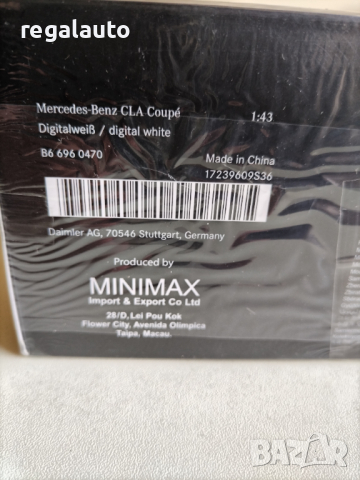 regalauto
Mercedes-Benz CLA Coupé 1:43
Digitalweiß / digital white
B6 696 0470
Made in China
17239609S36
Daimler AG, 70546 Stuttgart, Germany
Produced by
MINIMAX
Import & Export Co Ltd
28/D, Lei Pou Kok
Flower City, Avenida Olimpica
Taipa, Macau.
BAZAR